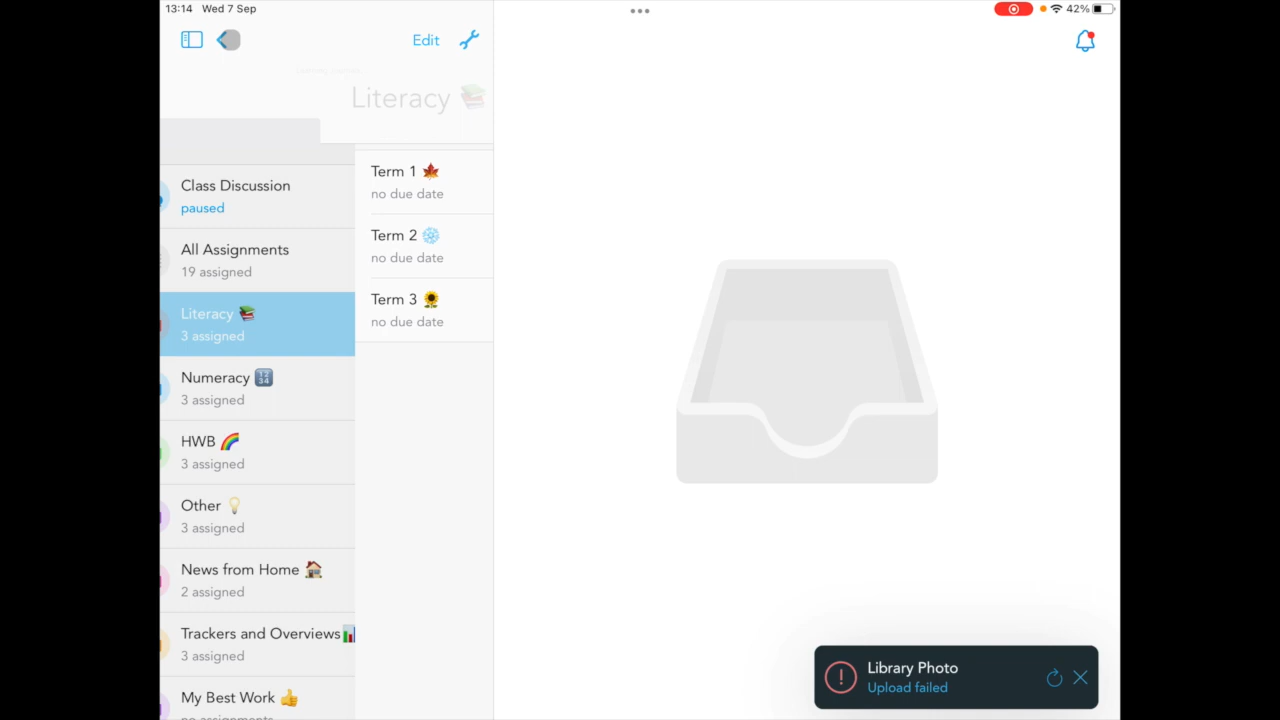 13:14 Wed 7 Sep
42%
Edit
Literacy 📚
Class Discussion
paused
All Assignments
19 assigned
Literacy 📚
3 assigned
Numeracy 🔢
3 assigned
HWB 🌈
3 assigned
Other 💡
3 assigned
News from Home 🏠
2 assigned
Trackers and Overviews 📊
3 assigned
My Best Work 👍
no assignments
Term 1 🍁
no due date
Term 2 ❄️
no due date
Term 3 🌻
no due date
Library Photo
Upload failed